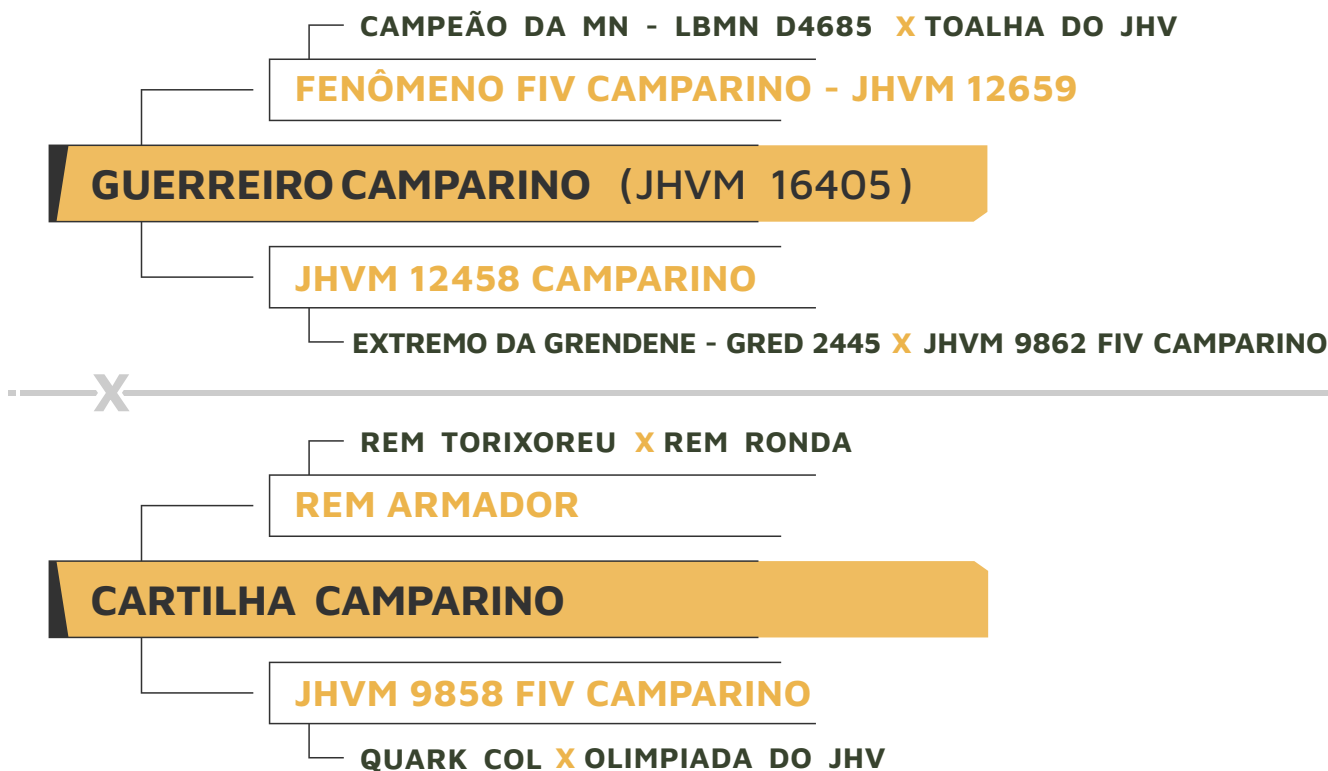 CAMPEÃO DA MN - LBMN D4685 X TOALHA DO JHV
FENÔMENO FIV CAMPARINO - JHVM 12659
GUERREIRO CAMPARINO (JHVM 16405)
JHVM 12458 CAMPARINO
EXTREMO DA GRENDENE - GRED 2445 X JHVM 9862 FIV CAMPARINO
X
REM TORIXOREU X REM RONDA
REM ARMADOR
CARTILHA CAMPARINO
JHVM 9858 FIV CAMPARINO
QUARK COL X OLIMPIADA DO JHV